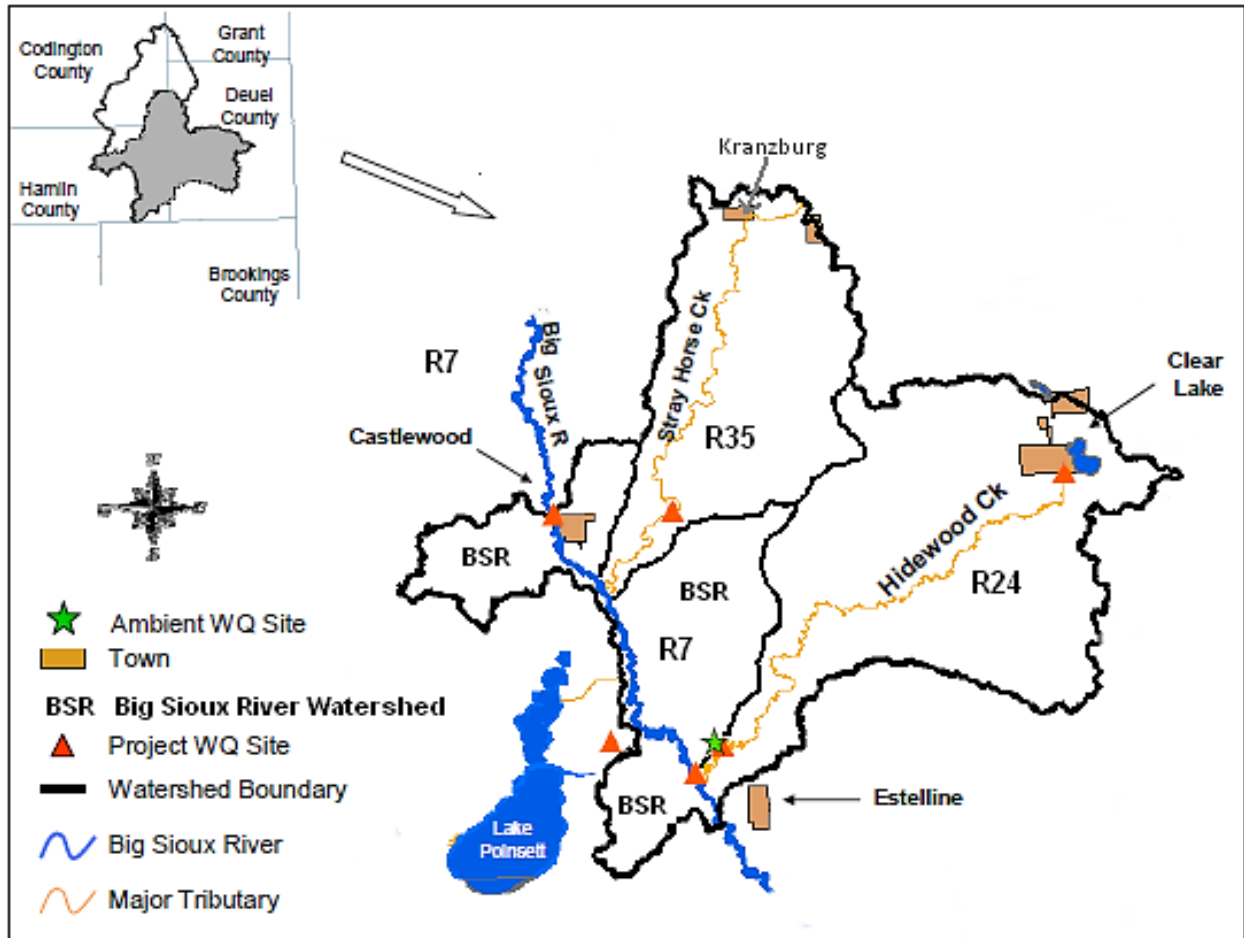 Codington
County
Grant
County
Deuel
County
Hamlin
County
Brookings
County
Kranzburg
R7
Big Sioux R
Stray Horse Ck
Clear
Lake
Castlewood
R35
Hidewood Ck
BSR
BSR
R24
R7
Ambient WQ Site
Town
BSR Big Sioux River Watershed
Project WQ Site
Watershed Boundary
BSR
Estelline
Lake
Poinsett
Big Sioux River
Major Tributary